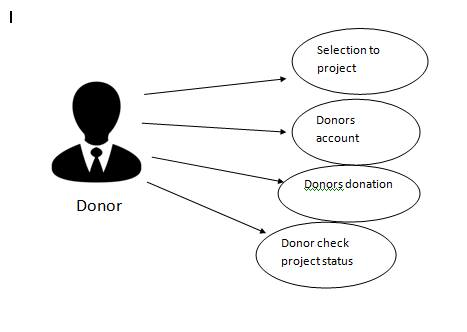 Selection to
project
Donors
account
Donors donation
Donor
Donor check
project status